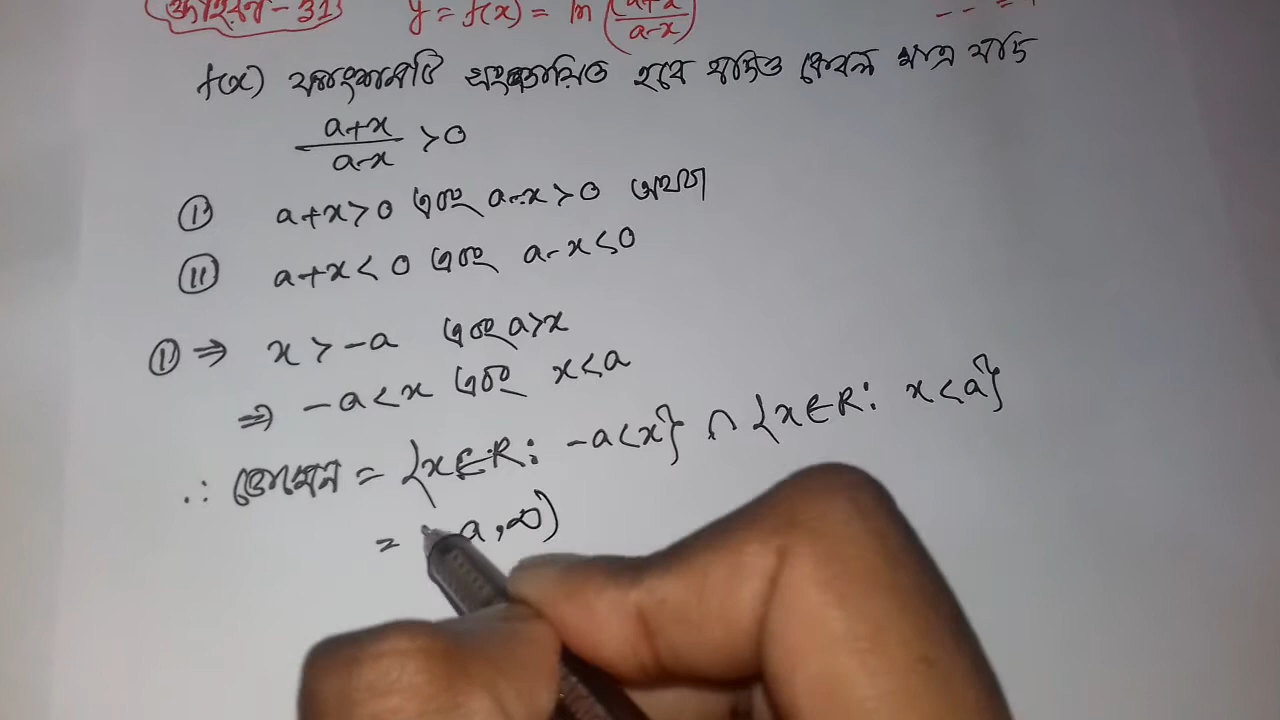 y = f(x) = ln (a+x / a-x)
f(x) ফাংশনটি সংজ্ঞায়িত হবে যদিও কেবল মাত্র যদি
a+x / a-x > 0
(i) a+x>0 এবং a-x>0 অথবা
(ii) a+x<0 এবং a-x<0
(i) ⇒ x>-a এবং a>x
⇒ -a<x এবং x<a
∴ ডোমেন = {x∈R: -a<x} ∩ {x∈R: x<a}
= a, ∞)